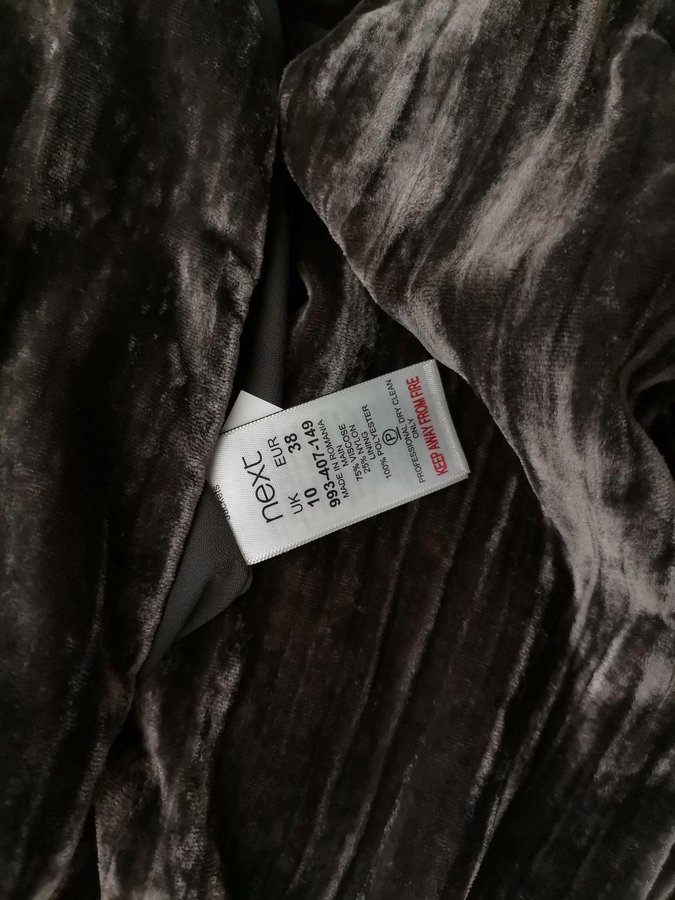 next
UK EUR
10 38
993-407-149
MADE IN ROMANIA
MAIN
75% VISCOSE
25% NYLON
LINING
100% POLYESTER
P
PROFESSIONAL DRY CLEAN
ONLY
KEEP AWAY FROM FIRE